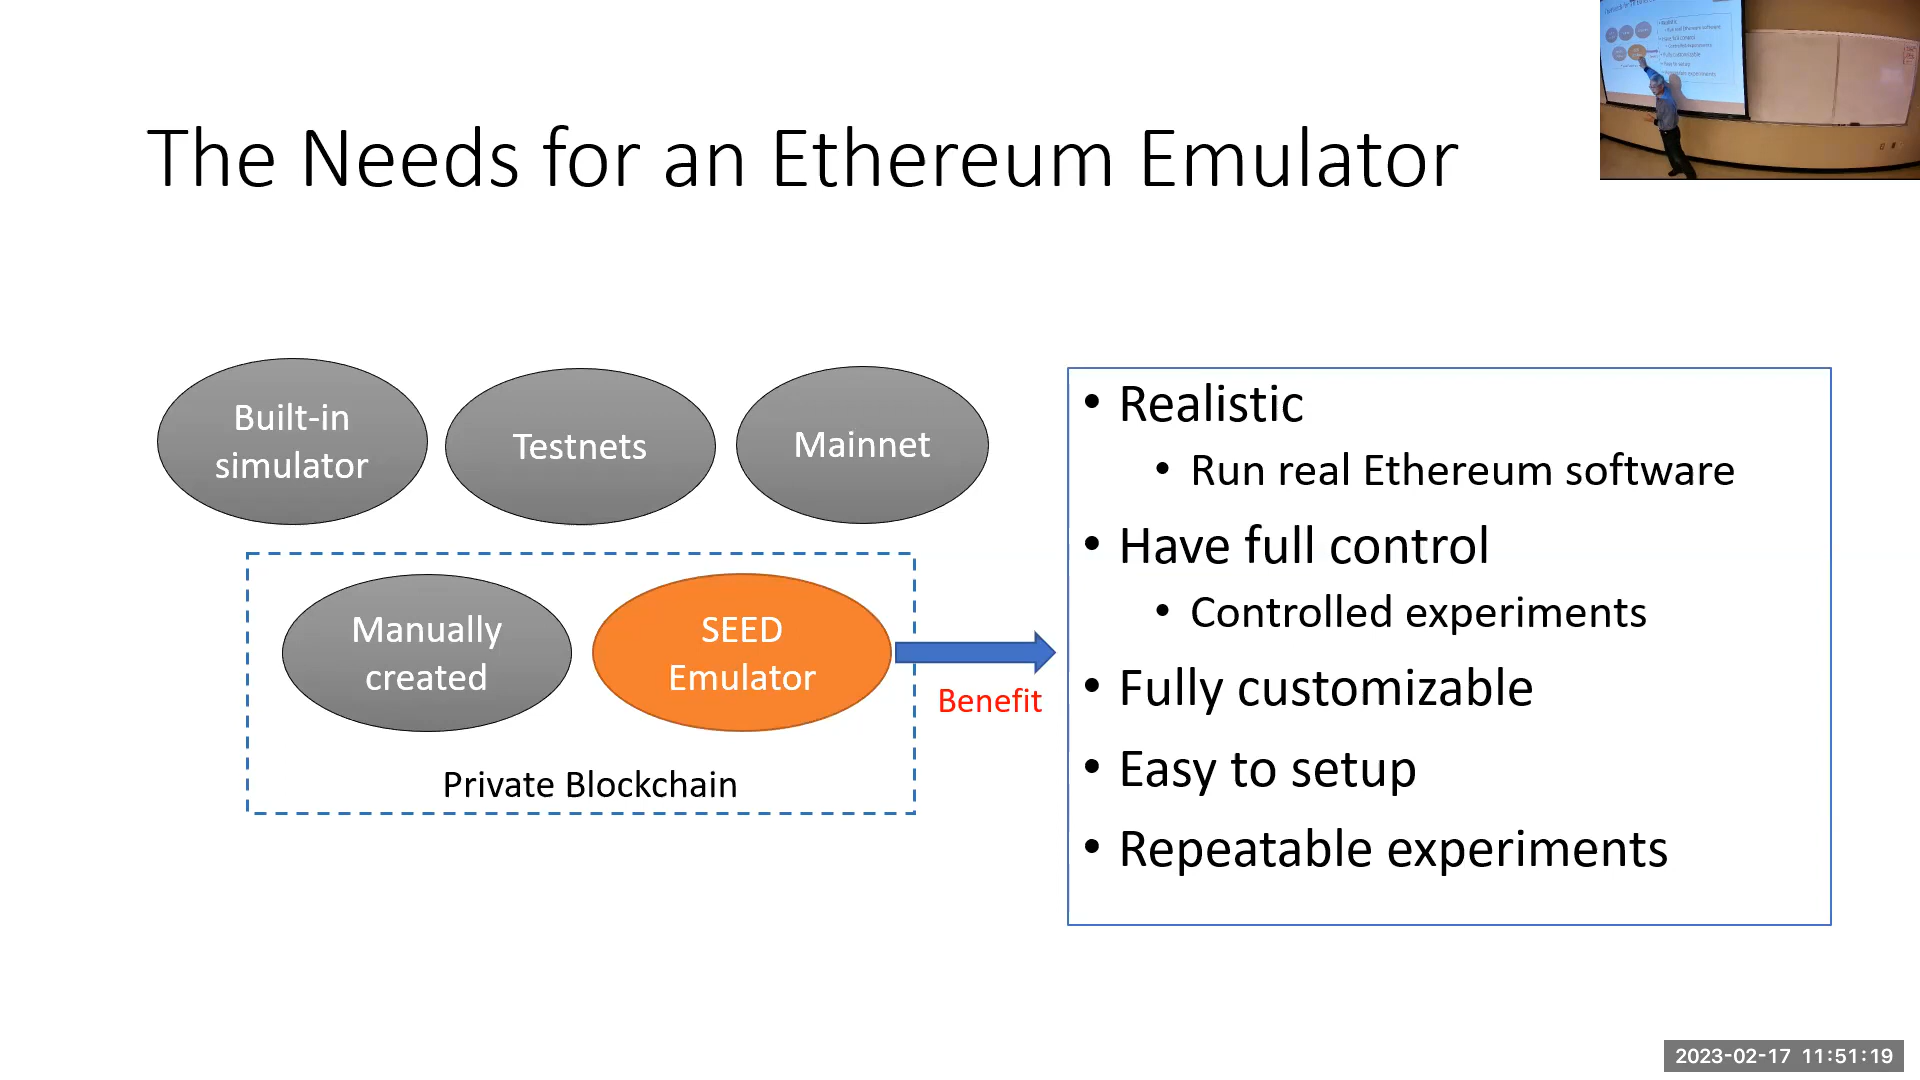 The Needs for an Ethereum Emulator
Built-in
simulator
Testnets
Mainnet
Manually
created
SEED
Emulator
Private Blockchain
Benefit
• Realistic
• Run real Ethereum software
• Have full control
• Controlled experiments
• Fully customizable
• Easy to setup
• Repeatable experiments
2023-02-17 11:51:19